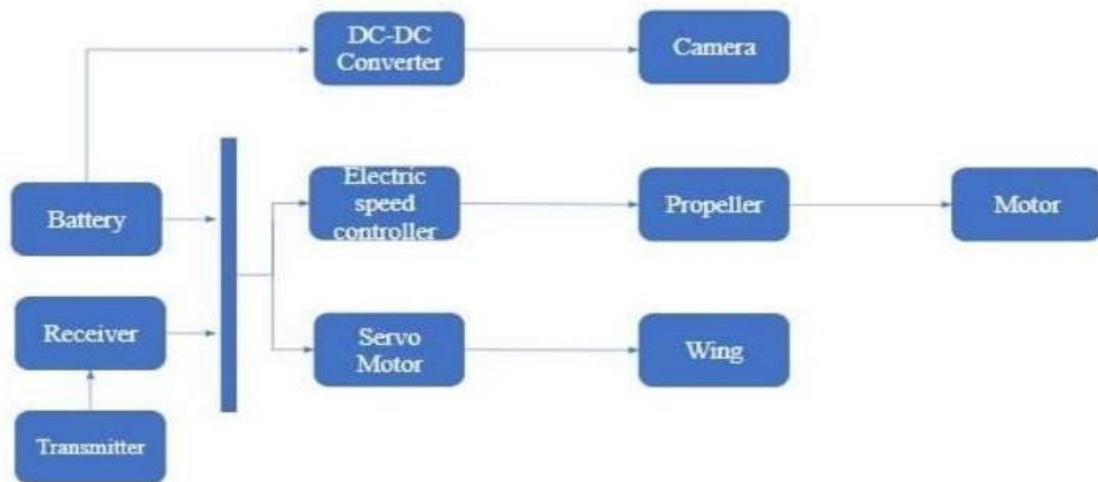 DC-DC
Converter
Camera
Battery
Electric
speed
controller
Propeller
Motor
Receiver
Servo
Motor
Wing
Transmitter